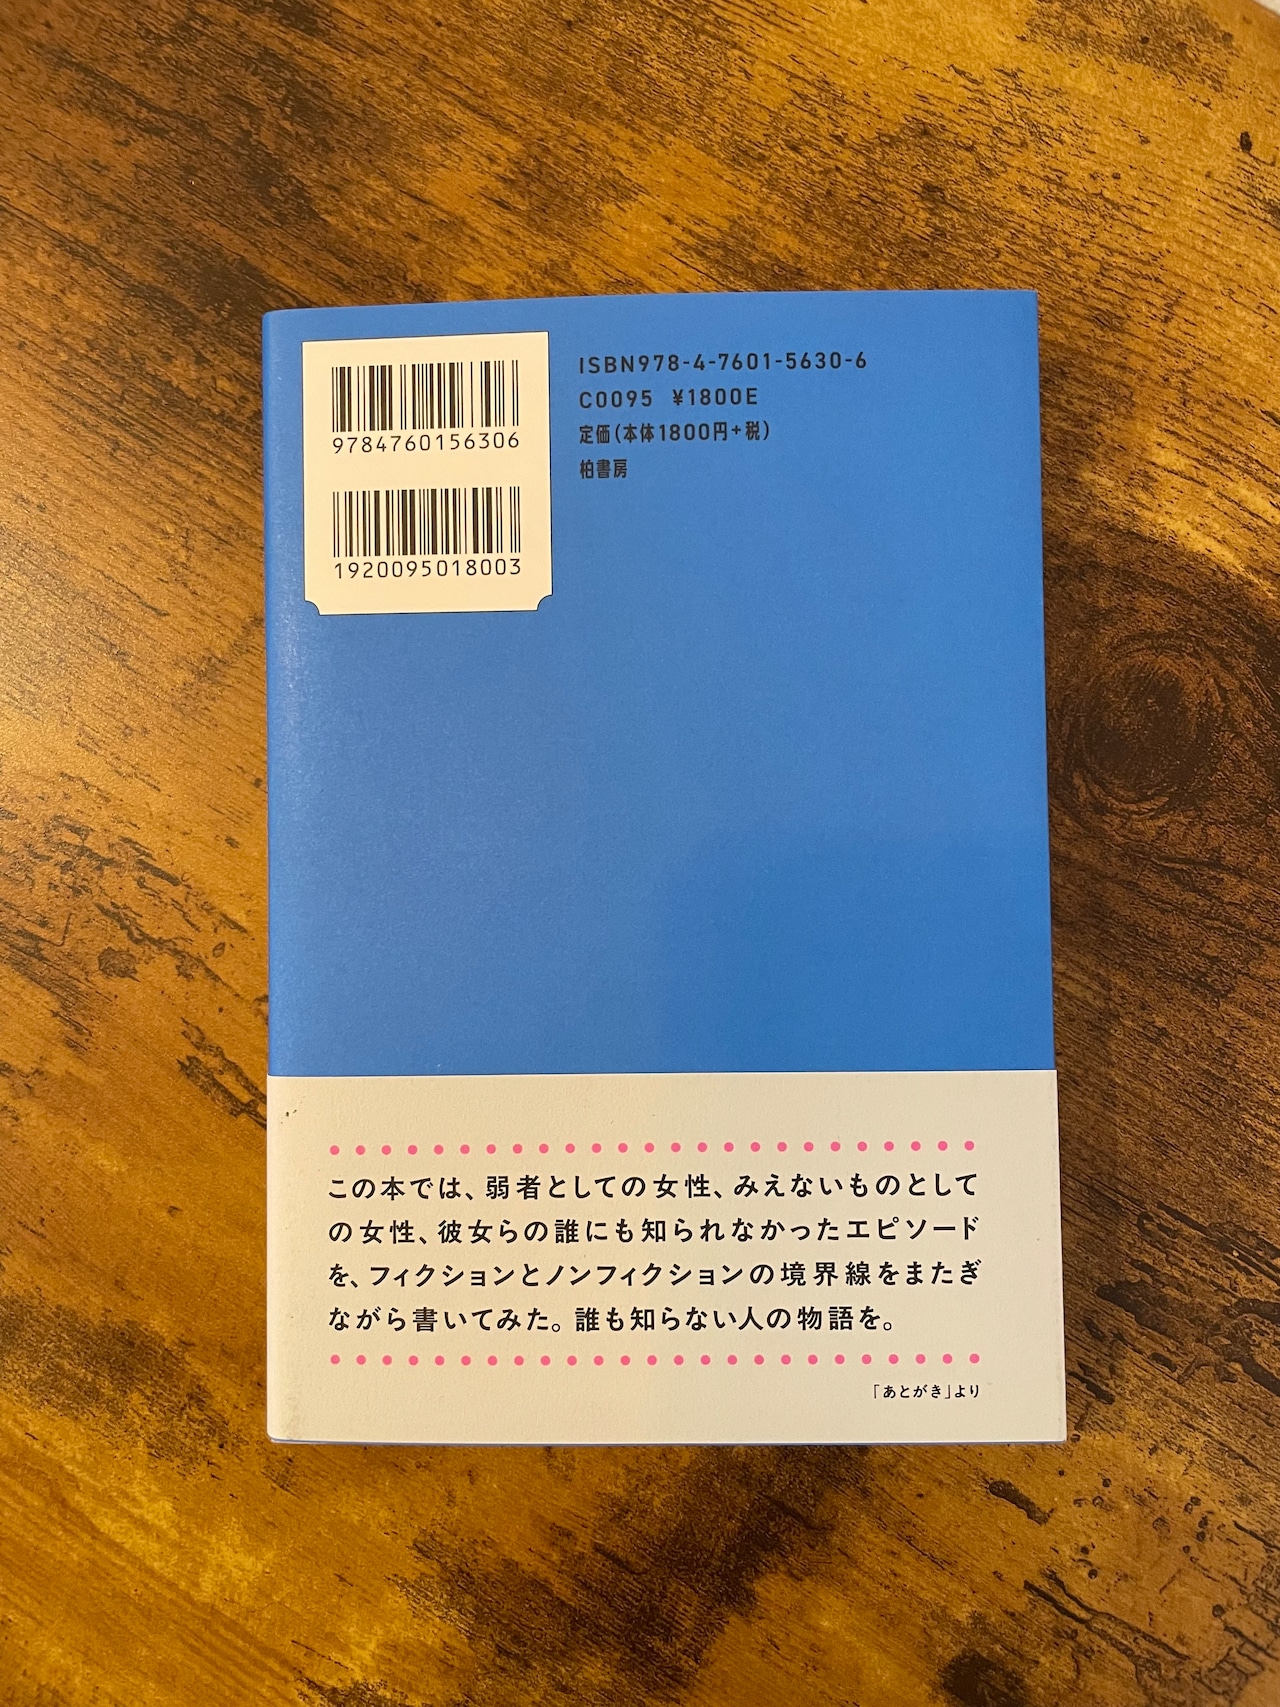 9784760156306
1920095018003
ISBN978-4-7601-5630-6
C0095 ¥1800E
定価(本体1800円+税)
柏書房
この本では、弱者としての女性、みえないものとして
の女性、彼女らの誰にも知られなかったエピソード
を、フィクションとノンフィクションの境界線をまたぎ
ながら書いてみた。誰も知らない人の物語を。
「あとがき」より